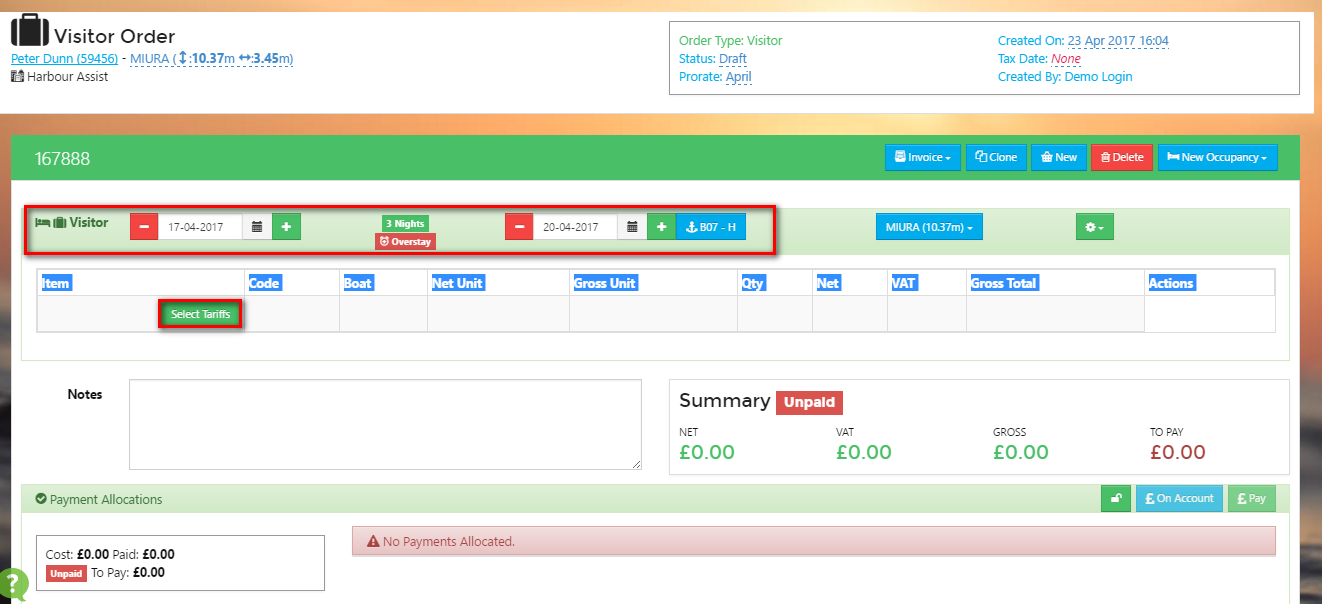 Visitor Order
Peter Dunn (59456) - MIURA (↕:10.37m ↔:3.45m)
Harbour Assist
Order Type: Visitor
Status: Draft
Prorate: April
Created On: 23 Apr 2017 16:04
Tax Date: None
Created By: Demo Login
167888
Invoice Clone New Delete New Occupancy
Visitor 17-04-2017 3 Nights 20-04-2017 B07 - H MIURA (10.37m)
Overstay
Item Code Boat Net Unit Gross Unit Qty Net VAT Gross Total Actions
Select Tariffs
Notes
Summary Unpaid
NET VAT GROSS TO PAY
£0.00 £0.00 £0.00 £0.00
Payment Allocations £ On Account £ Pay
Cost: £0.00 Paid: £0.00
Unpaid To Pay: £0.00
No Payments Allocated.
?